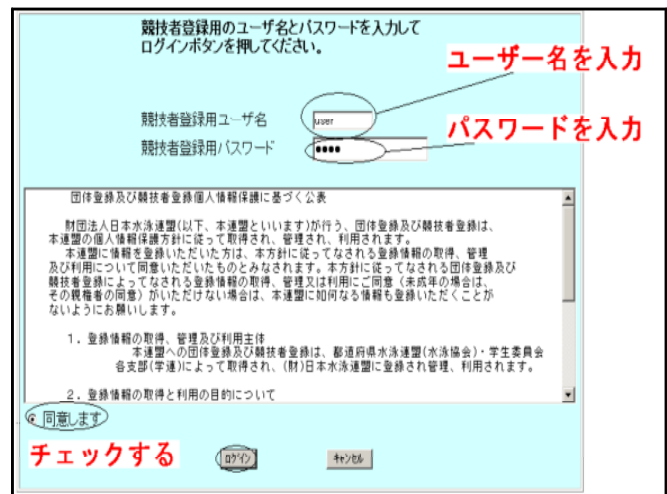 競技者登録用のユーザ名とパスワードを入力して
ログインボタンを押してください。
ユーザー名を入力
競技者登録用ユーザ名
user
パスワードを入力
競技者登録用パスワード
●●●●
団体登録及び競技者登録個人情報保護に基づく公表
財団法人日本水泳連盟(以下、本連盟といいます)が行う、団体登録及び競技者登録は、
本連盟の個人情報保護方針に従って取得され、管理され、利用されます。
本連盟に情報を登録いただいた方は、本方針に従ってなされる登録情報の取得、管理
及び利用について同意いただいたものとみなされます。本方針に従ってなされる団体登録及び
競技者登録によってなされる登録情報の取得、管理又は利用にご同意(未成年の場合は、
その親権者の同意)がいただけない場合は、本連盟に如何なる情報も登録いただくことが
ないようにお願いします。
1.登録情報の取得、管理及び利用主体
本連盟への団体登録及び競技者登録は、都道府県水泳連盟(水泳協会)・学生委員会
各支部(学連)によって取得され、(財)日本水泳連盟に登録され管理、利用されます。
2.登録情報の取得と利用の目的について
同意します
チェックする
ログイン
キャンセル